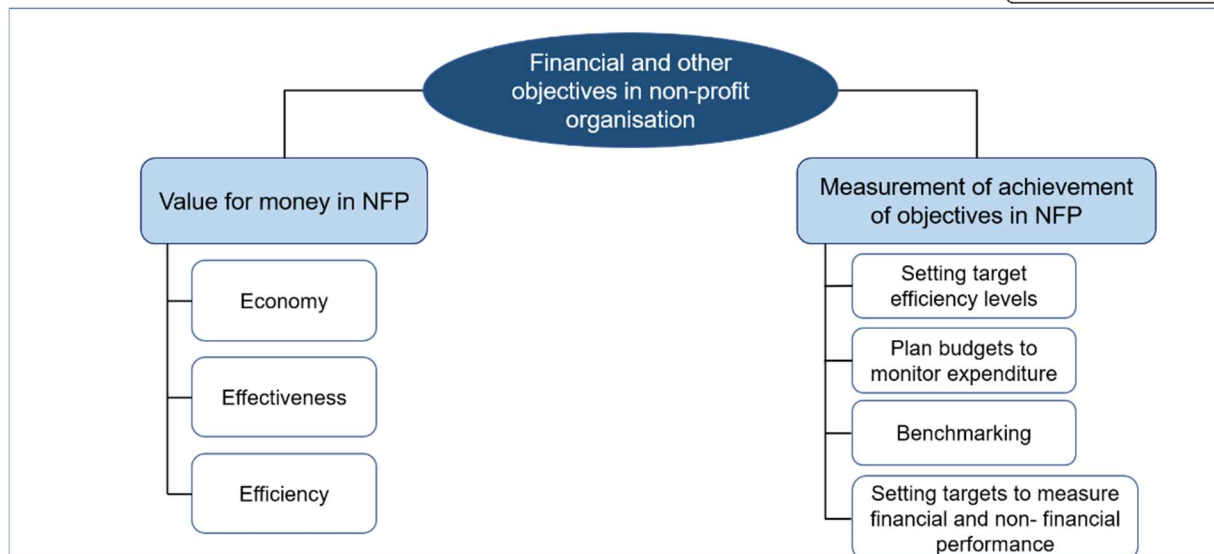 Financial and other
objectives in non-profit
organisation
Value for money in NFP
Economy
Effectiveness
Efficiency
Measurement of achievement
of objectives in NFP
Setting target
efficiency levels
Plan budgets to
monitor expenditure
Benchmarking
Setting targets to measure
financial and non- financial
performance